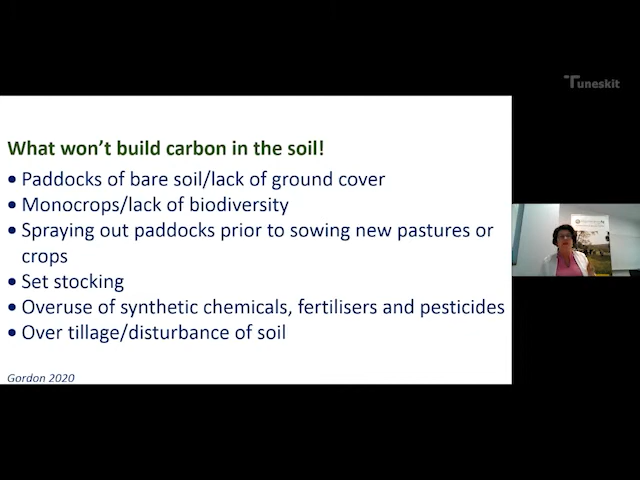 Tuneskit
What won't build carbon in the soil!
• Paddocks of bare soil/lack of ground cover
• Monocrops/lack of biodiversity
• Spraying out paddocks prior to sowing new pastures or
crops
• Set stocking
• Overuse of synthetic chemicals, fertilisers and pesticides
• Over tillage/disturbance of soil
Gordon 2020